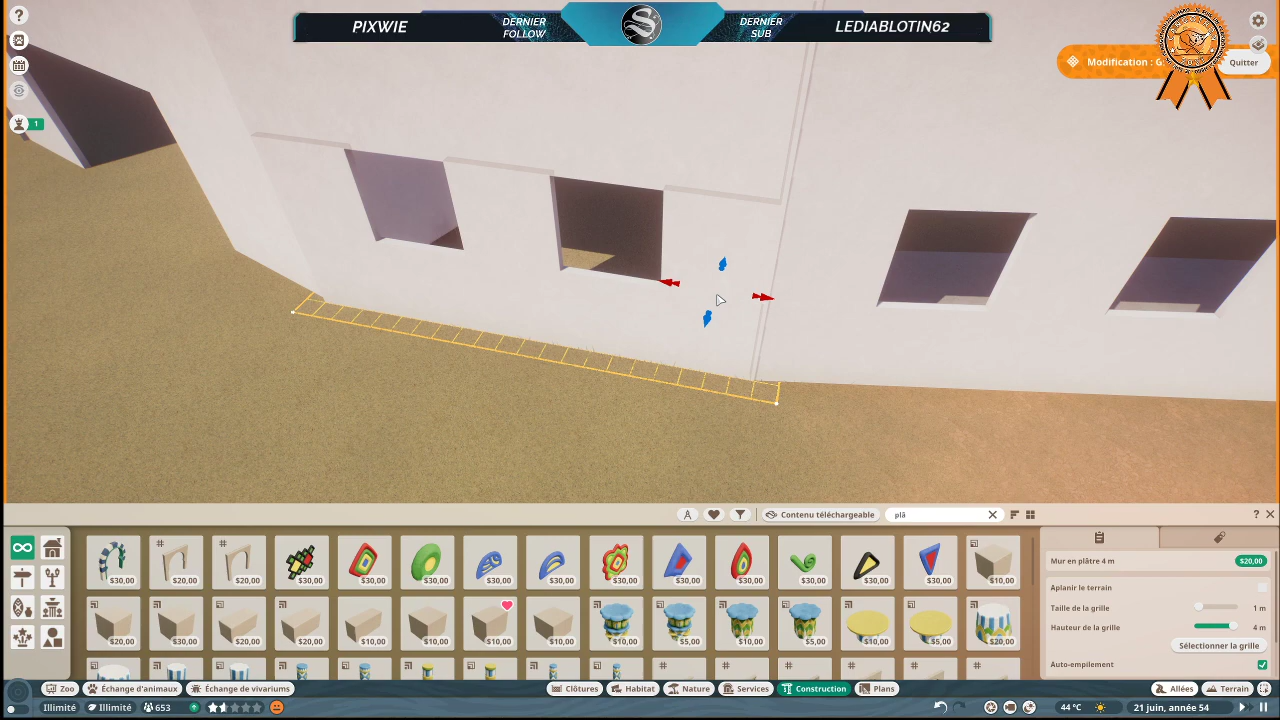 PIXWIE
DERNIER
FOLLOW
DERNIER
SUB
LEDIABLOTIN62
?
Modification : G
Quitter
1
Contenu téléchargeable
plâ
?
$30,00
$20,00
$20,00
$30,00
$30,00
$30,00
$30,00
$30,00
$30,00
$30,00
$30,00
$30,00
$30,00
$30,00
$10,00
$20,00
$30,00
$20,00
$20,00
$10,00
$10,00
$10,00
$10,00
$10,00
$5,00
$10,00
$5,00
$10,00
$5,00
$20,00
Mur en plâtre 4 m
$20,00
Aplanir le terrain
Taille de la grille
1 m
Hauteur de la grille
4 m
Sélectionner la grille
Auto-empilement
Zoo
Échange d'animaux
Échange de vivariums
Clôtures
Habitat
Nature
Services
Construction
Plans
Allées
Terrain
Illimité
Illimité
653
44 °C
21 juin, année 54